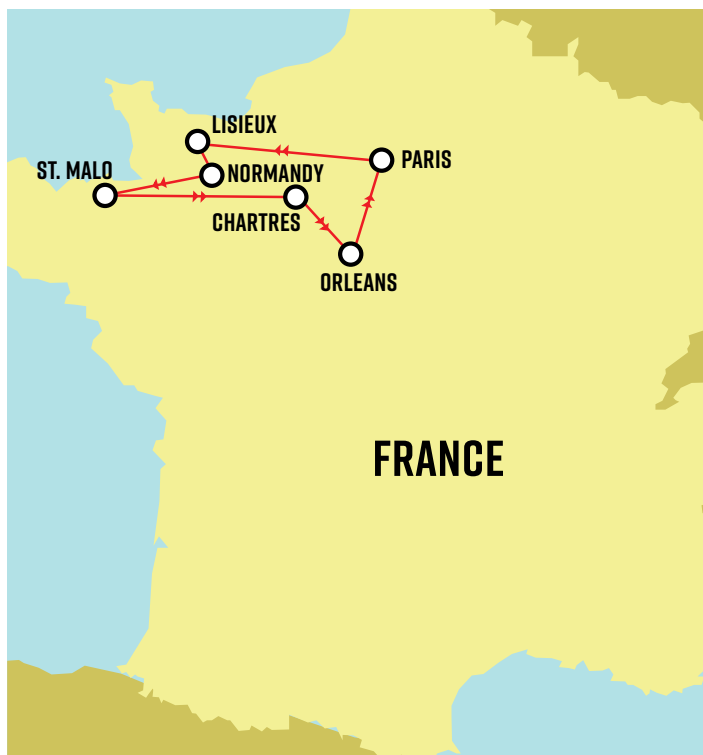 LISIEUX
PARIS
ST. MALO
NORMANDY
CHARTRES
ORLEANS
FRANCE